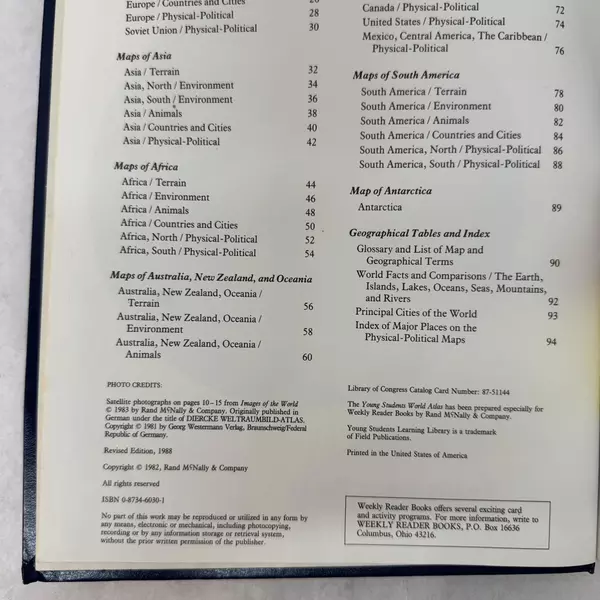 Europe / Countries and Cities
Europe / Physical-Political 28
Soviet Union / Physical-Political 30
Maps of Asia
Asia / Terrain 32
Asia, North / Environment 34
Asia, South / Environment 36
Asia / Animals 38
Asia / Countries and Cities 40
Asia / Physical-Political 42
Maps of Africa
Africa / Terrain 44
Africa / Environment 46
Africa / Animals 48
Africa / Countries and Cities 50
Africa, North / Physical-Political 52
Africa, South / Physical-Political 54
Maps of Australia, New Zealand, and Oceania
Australia, New Zealand, Oceania /
Terrain 56
Australia, New Zealand, Oceania /
Environment 58
Australia, New Zealand, Oceania /
Animals 60
PHOTO CREDITS:
Satellite photographs on pages 10–15 from Images of the World
© 1983 by Rand McNally & Company. Originally published in
German under the title of DIERCKE WELTRAUMBILD-ATLAS.
Copyright © 1981 by Georg Westermann Verlag, Braunschweig/Federal
Republic of Germany.
Revised Edition, 1988
Copyright © 1982, Rand McNally & Company
All rights reserved
ISBN 0-8734-6030-1
No part of this work may be reproduced or utilized in any form by
any means, electronic or mechanical, including photocopying,
recording or by any information storage or retrieval system,
without the prior written permission of the publisher.
Canada / Physical-Political 72
United States / Physical-Political 74
Mexico, Central America, The Caribbean /
Physical-Political 76
Maps of South America
South America / Terrain 78
South America / Environment 80
South America / Animals 82
South America / Countries and Cities 84
South America, North / Physical-Political 86
South America, South / Physical-Political 88
Map of Antarctica
Antarctica 89
Geographical Tables and Index
Glossary and List of Map and
Geographical Terms 90
World Facts and Comparisons / The Earth,
Islands, Lakes, Oceans, Seas, Mountains,
and Rivers 92
Principal Cities of the World 93
Index of Major Places on the
Physical-Political Maps 94
Library of Congress Catalog Card Number: 87-51144
The Young Students World Atlas has been prepared especially for
Weekly Reader Books by Rand McNally & Company.
Young Students Learning Library is a trademark
of Field Publications.
Printed in the United States of America
Weekly Reader Books offers several exciting card
and activity programs. For more information, write to
WEEKLY READER BOOKS, P.O. Box 16636
Columbus, Ohio 43216.